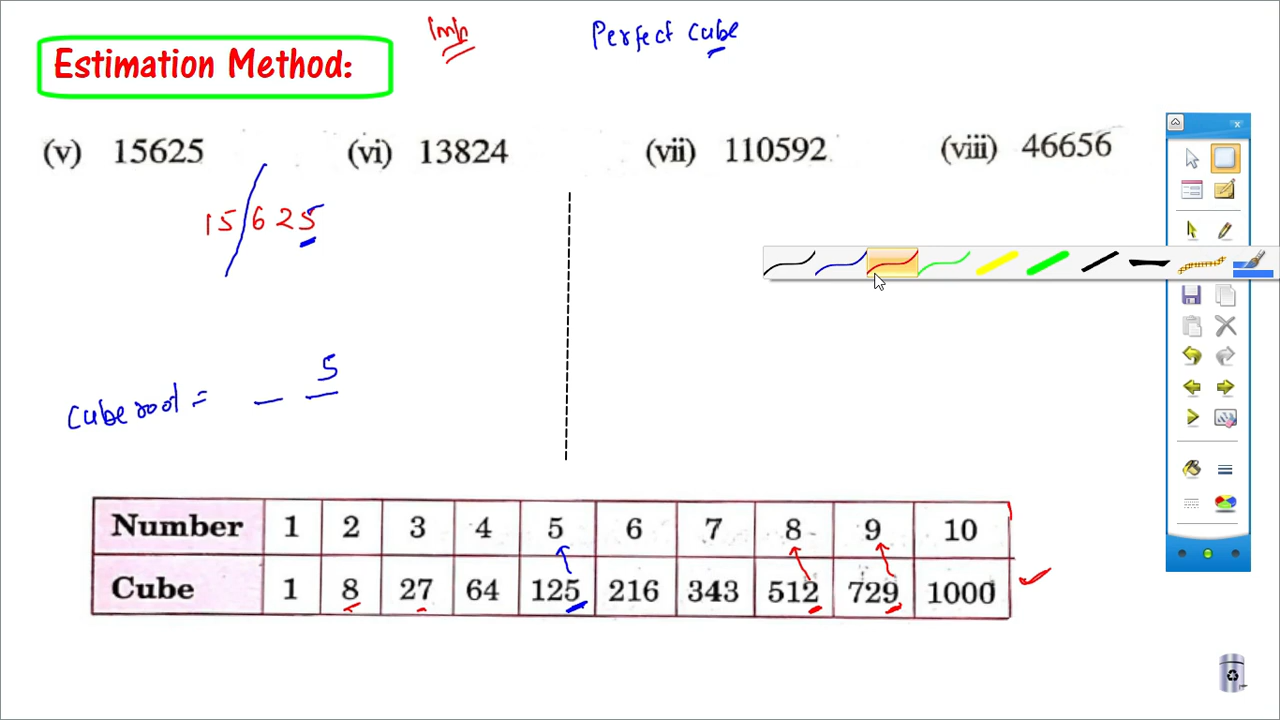 Imp
Perfect cube
Estimation Method:
(v) 15625 (vi) 13824 (vii) 110592 (viii) 46656
15/625
5
Cube root = _ _
Number 1 2 3 4 5 6 7 8 9 10
Cube 1 8 27 64 125 216 343 512 729 1000